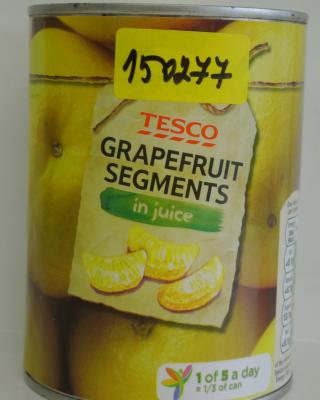 150277
TESCO
GRAPEFRUIT
SEGMENTS
in juice
1 of 5 a day
= 1/3 of can